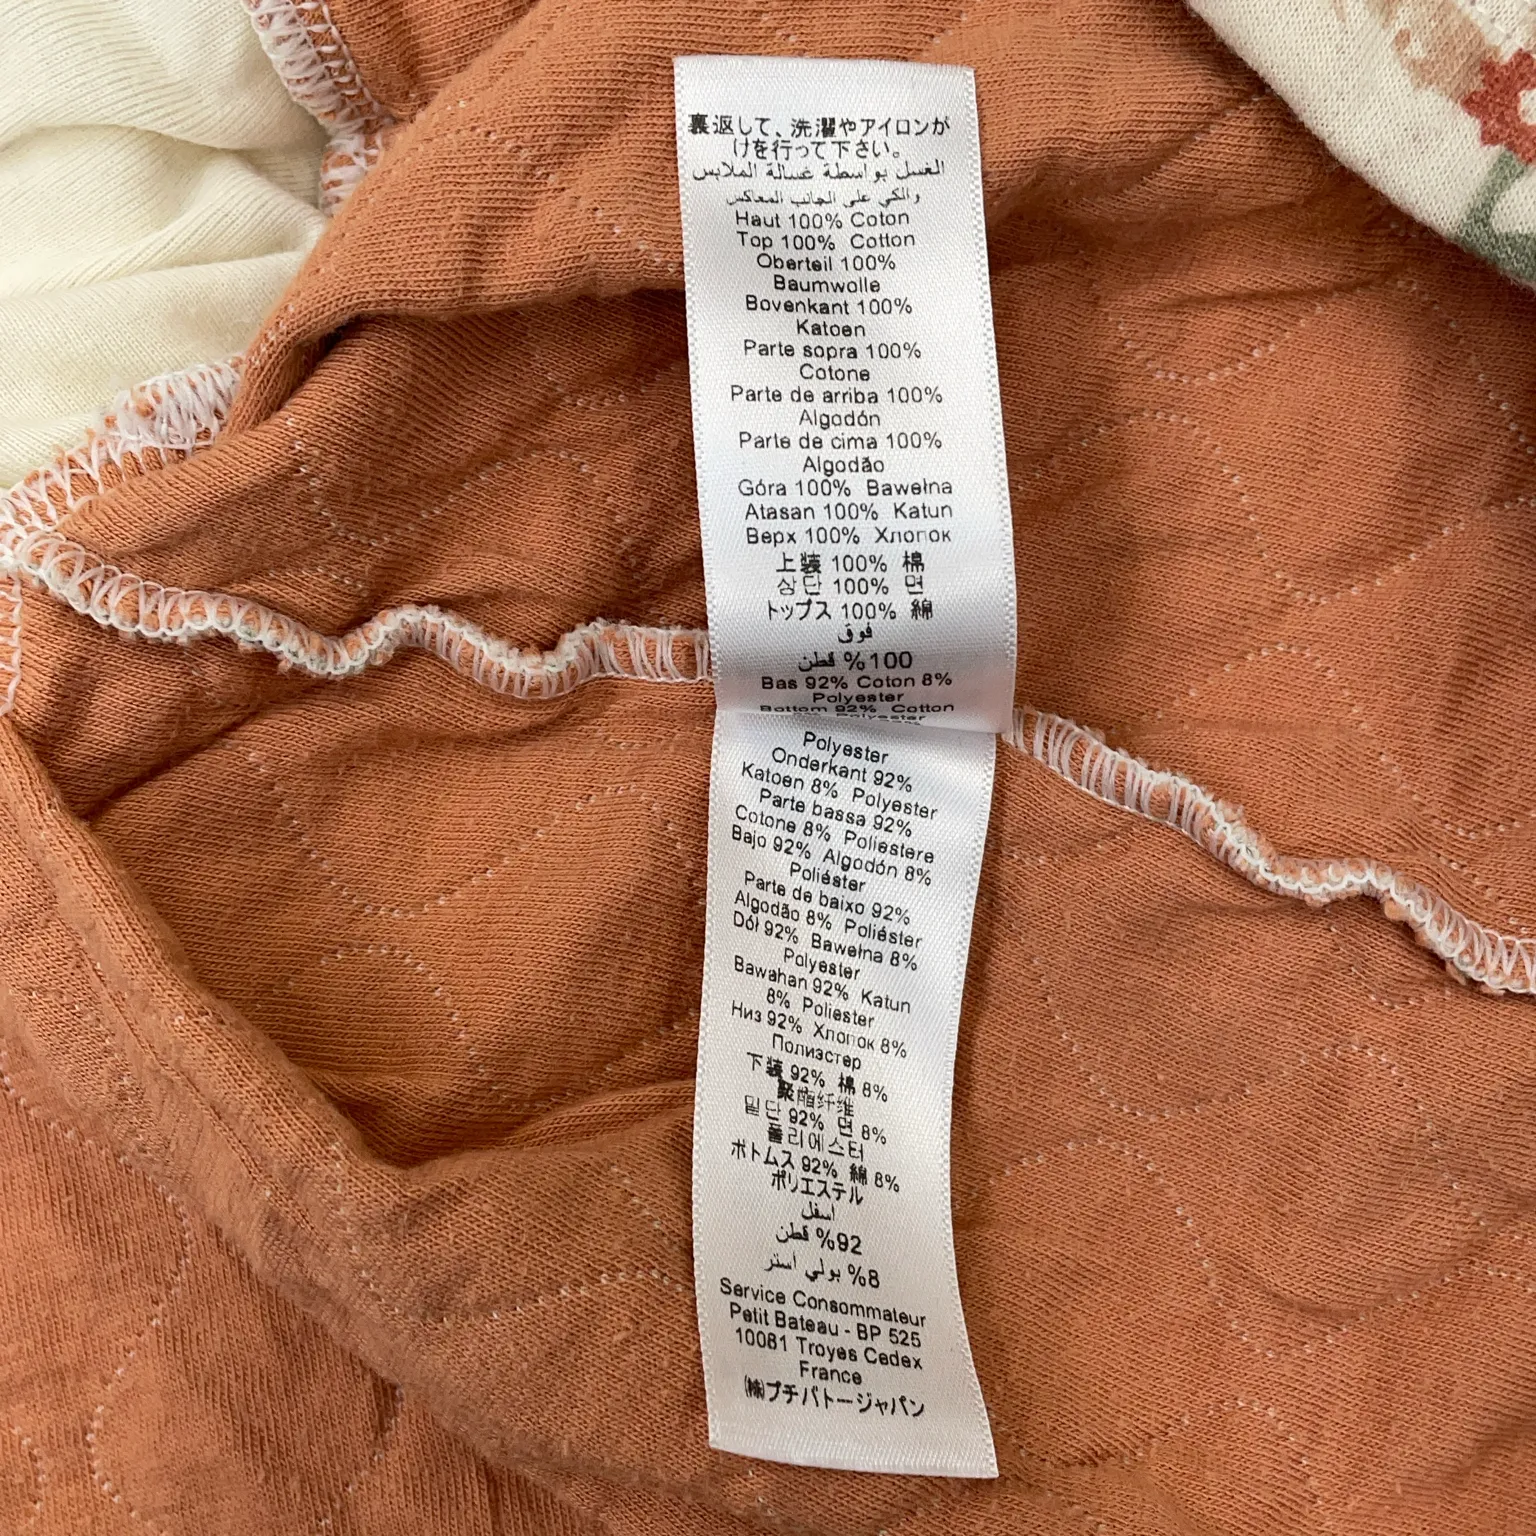 裏返して、洗濯やアイロンが
けを行って下さい。
الغسل بواسطة غسالة الملابس
والكي على الجانب المعاكس
Haut 100% Coton
Top 100% Cotton
Oberteil 100%
Baumwolle
Bovenkant 100%
Katoen
Parte sopra 100%
Cotone
Parte de arriba 100%
Algodón
Parte de cima 100%
Algodão
Góra 100% Bawełna
Atasan 100% Katun
Верх 100% Хлопок
上装 100% 棉
상단 100% 면
トップス 100% 綿
فوق
100% قطن
Bas 92% Coton 8%
Polyester
Bottom 92% Cotton
Polyester
Polyester
Onderkant 92%
Katoen 8% Polyester
Parte bassa 92%
Cotone 8% Poliestere
Bajo 92% Algodón 8%
Poliéster
Parte de baixo 92%
Algodão 8% Poliéster
Dół 92% Bawełna 8%
Polyester
Bawahan 92% Katun
8% Poliester
Низ 92% Хлопок 8%
Полиэстер
下装 92% 棉 8%
聚酯纤维
밑단 92% 면 8%
폴리에스터
ボトムス 92% 綿 8%
ポリエステル
اسفل
92% قطن
8% بولي استر
Service Consommateur
Petit Bateau - BP 525
10081 Troyes Cedex
France
㈱プチバトージャパン